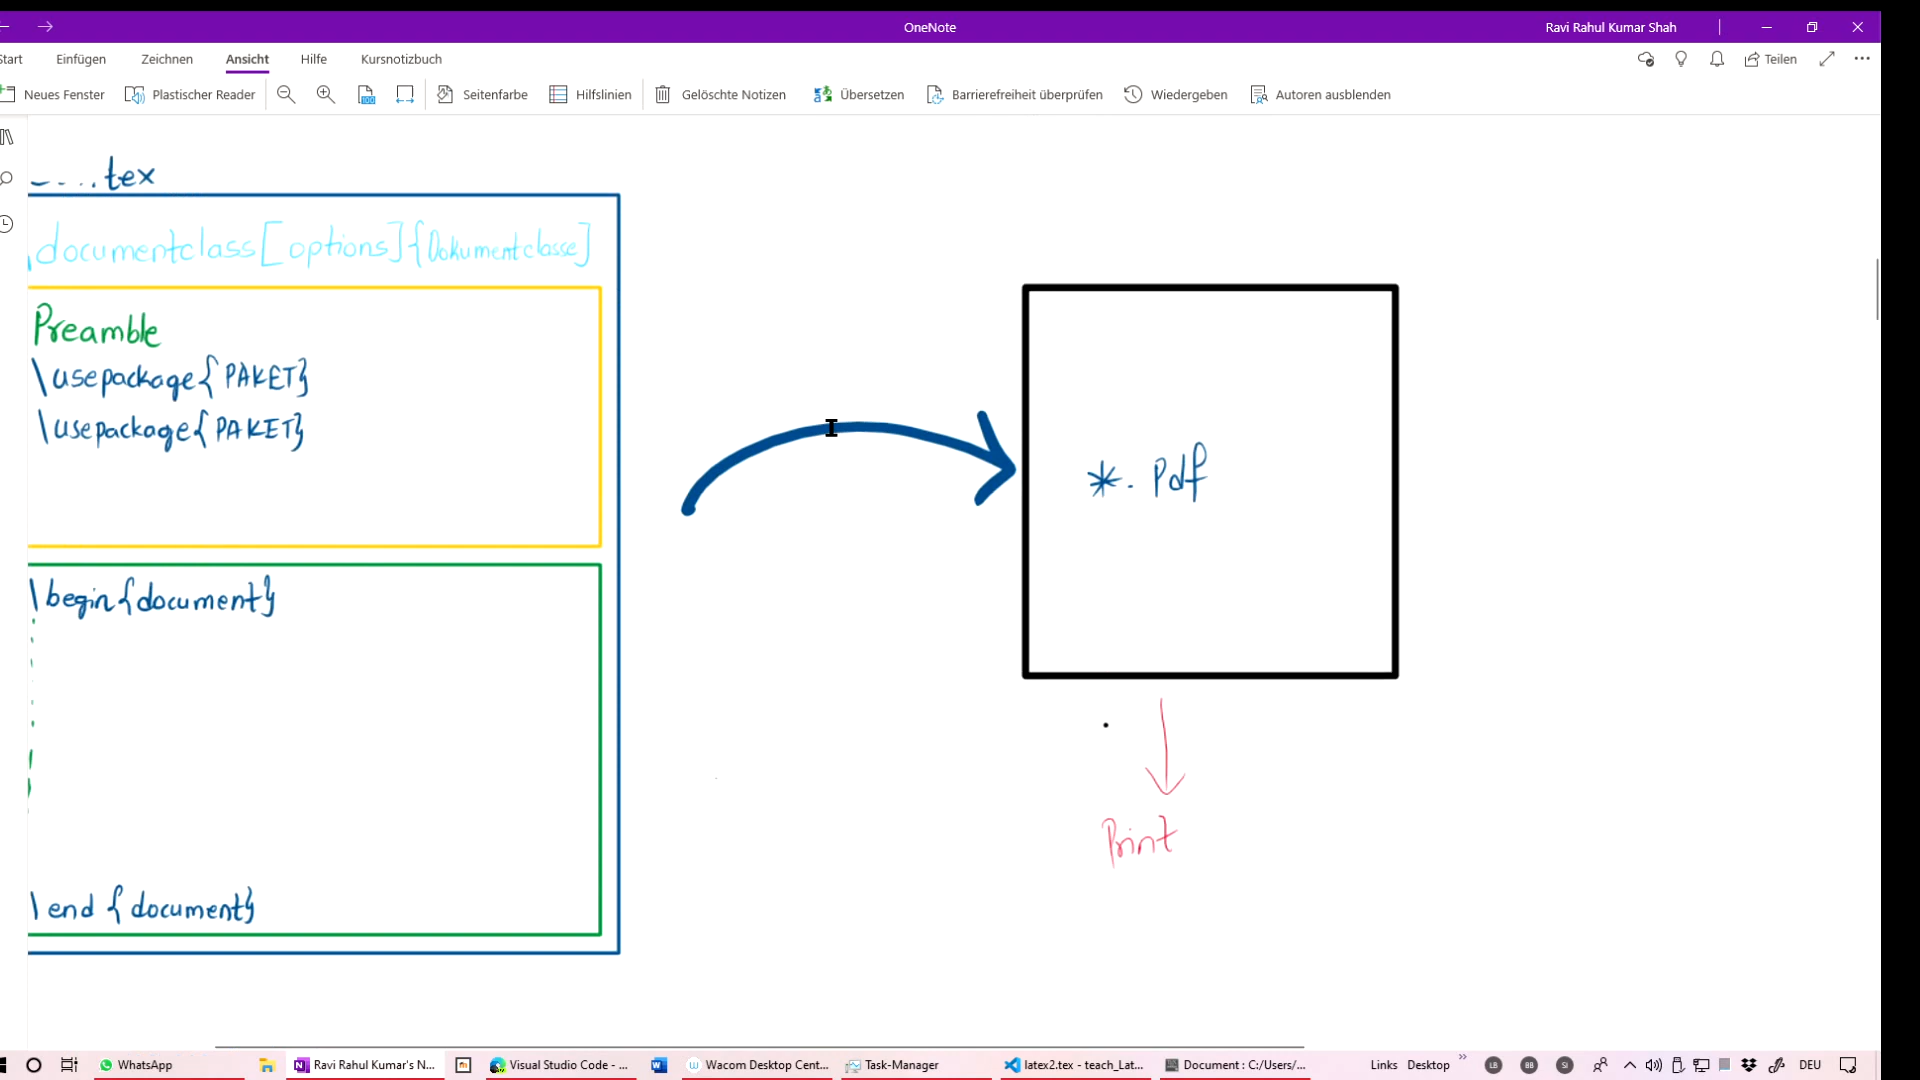 OneNote
Ravi Rahul Kumar Shah
Start Einfügen Zeichnen Ansicht Hilfe Kursnotizbuch
Teilen
Neues Fenster Plastischer Reader Seitenfarbe Hilfslinien Gelöschte Notizen Übersetzen Barrierefreiheit überprüfen Wiedergeben Autoren ausblenden
.tex
documentclass[options]{Dokumentclasse]
Preamble
\usepackage{PAKET}
\usepackage{PAKET}
*. Pdf
\begin{document}
Print
\end {document}
WhatsApp Ravi Rahul Kumar's N... Visual Studio Code - ... Wacom Desktop Cent... Task-Manager latex2.tex - teach_Lat... Document : C:/Users/... Links Desktop LB BB SI DEU